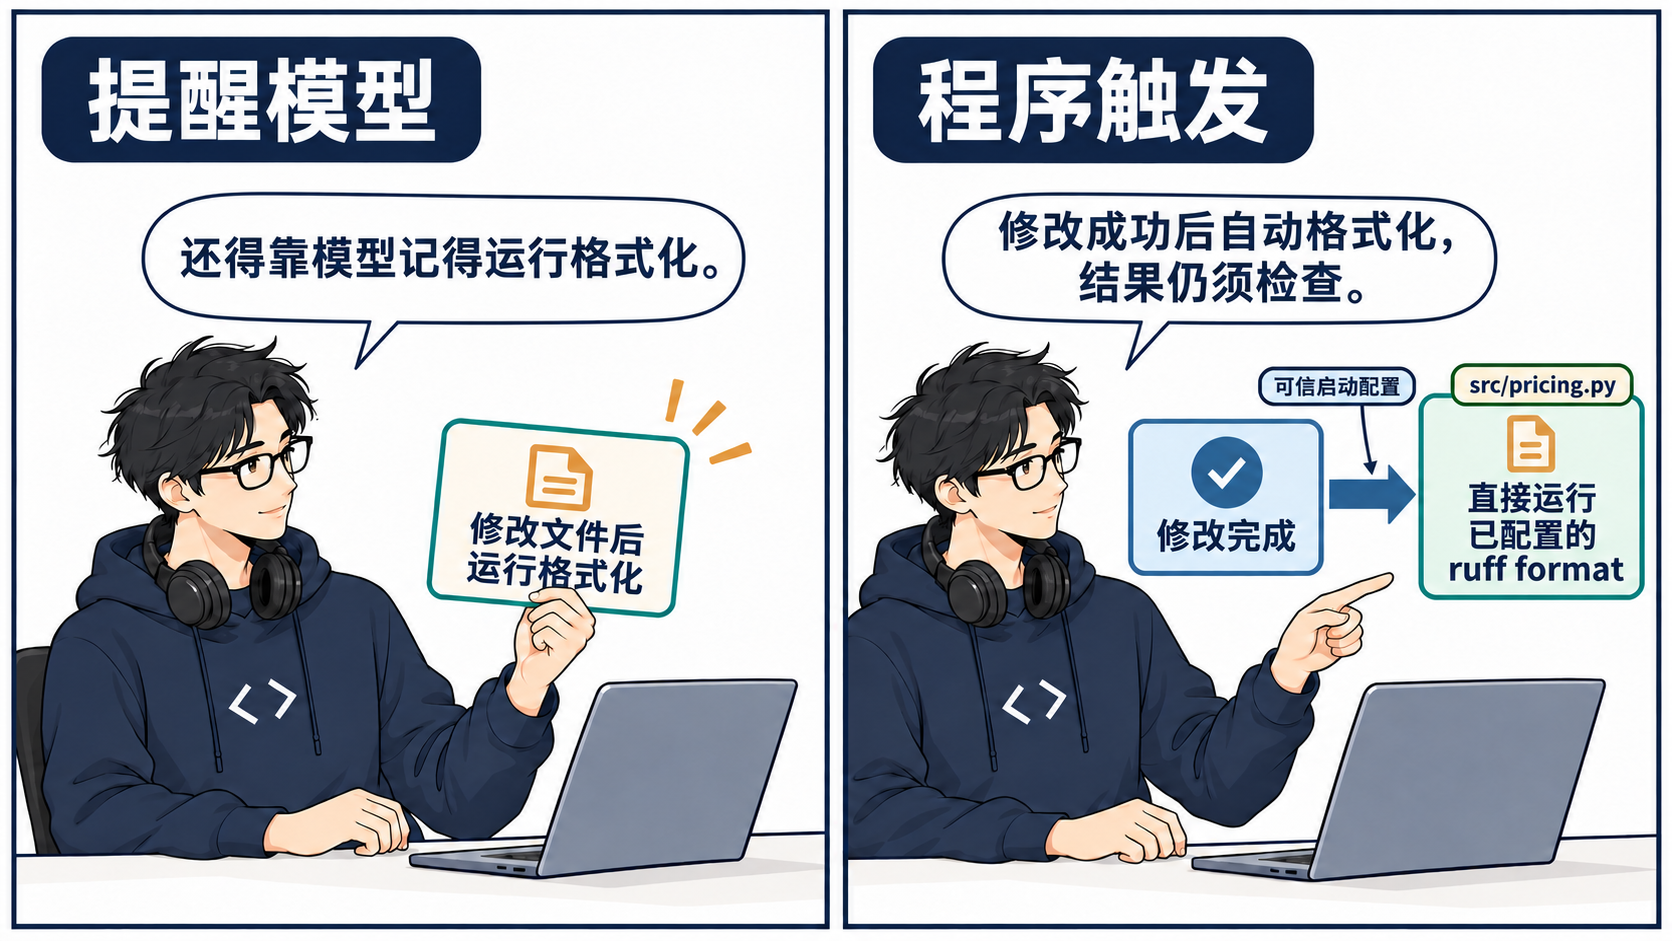 提醒模型
还得靠模型记得运行格式化。
修改文件后
运行格式化
程序触发
修改成功后自动格式化，
结果仍须检查。
可信启动配置
src/pricing.py
修改完成
直接运行
已配置的
ruff format